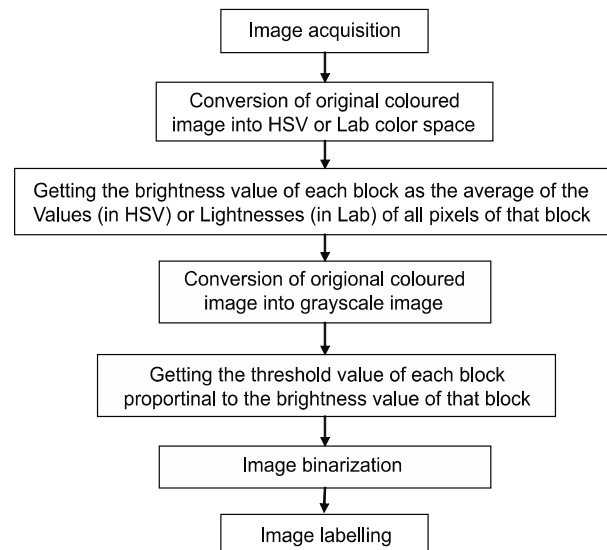 Image acquisition
Conversion of original coloured
image into HSV or Lab color space
Getting the brightness value of each block as the average of the
Values (in HSV) or Lightnesses (in Lab) of all pixels of that block
Conversion of origional coloured
image into grayscale image
Getting the threshold value of each block
proportinal to the brightness value of that block
Image binarization
Image labelling